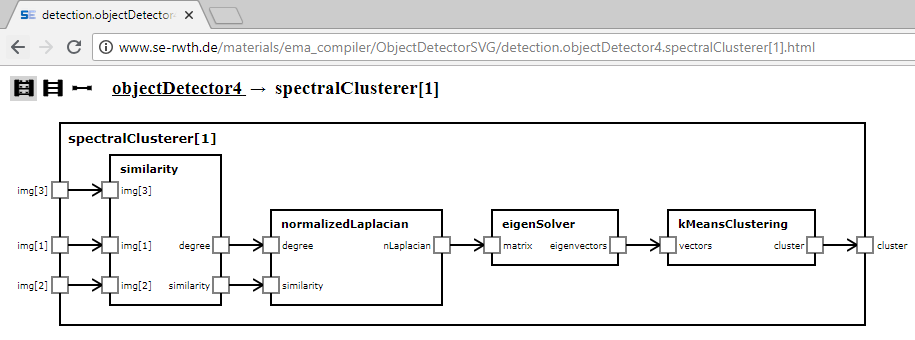 SE detection.objectDetector4
www.se-rwth.de/materials/ema_compiler/ObjectDetectorSVG/detection.objectDetector4.spectralClusterer[1].html
objectDetector4 → spectralClusterer[1]
spectralClusterer[1]
similarity
img[3] img[3]
normalizedLaplacian eigenSolver kMeansClustering
img[1] img[1] degree degree nLaplacian matrix eigenvectors vectors cluster cluster
img[2] img[2] similarity similarity